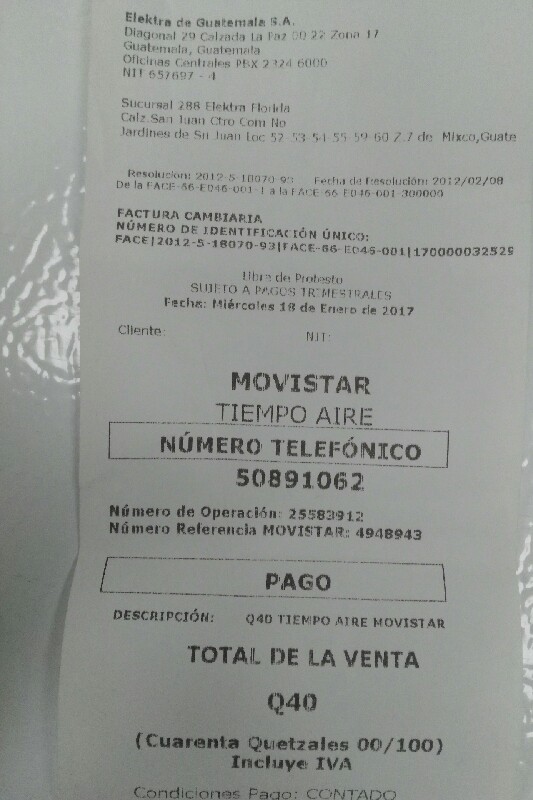 Elektra de Guatemala S.A.
Diagonal 29 Calzada La Paz 00 22 Zona 17
Guatemala, Guatemala
Oficinas Centrales PBX 2324 6000
NIT 657697 - 4
Sucursal 288 Elektra Florida
Calz.San Juan Ctro Com No
Jardines de Sn Juan Loc 52-53-54-55-59-60 Z.7 de Mixco,Guate
Resolución: 2012-5-18070-93 Fecha de Resolución: 2012/02/08
De la FACE-66-E046-001-1 a la FACE-66-E046-001-300000
FACTURA CAMBIARIA
NÚMERO DE IDENTIFICACIÓN ÚNICO:
FACE|2012-5-18070-93|FACE-66-E046-001|170000032529
Libre de Protesto
SUJETO A PAGOS TRIMESTRALES
Fecha: Miércoles 18 de Enero de 2017
Cliente: NIT:
MOVISTAR
TIEMPO AIRE
NÚMERO TELEFÓNICO
50891062
Número de Operación: 25583912
Número Referencia MOVISTAR: 4948943
PAGO
DESCRIPCIÓN: Q40 TIEMPO AIRE MOVISTAR
TOTAL DE LA VENTA
Q40
(Cuarenta Quetzales 00/100)
Incluye IVA
Condiciones Pago: CONTADO